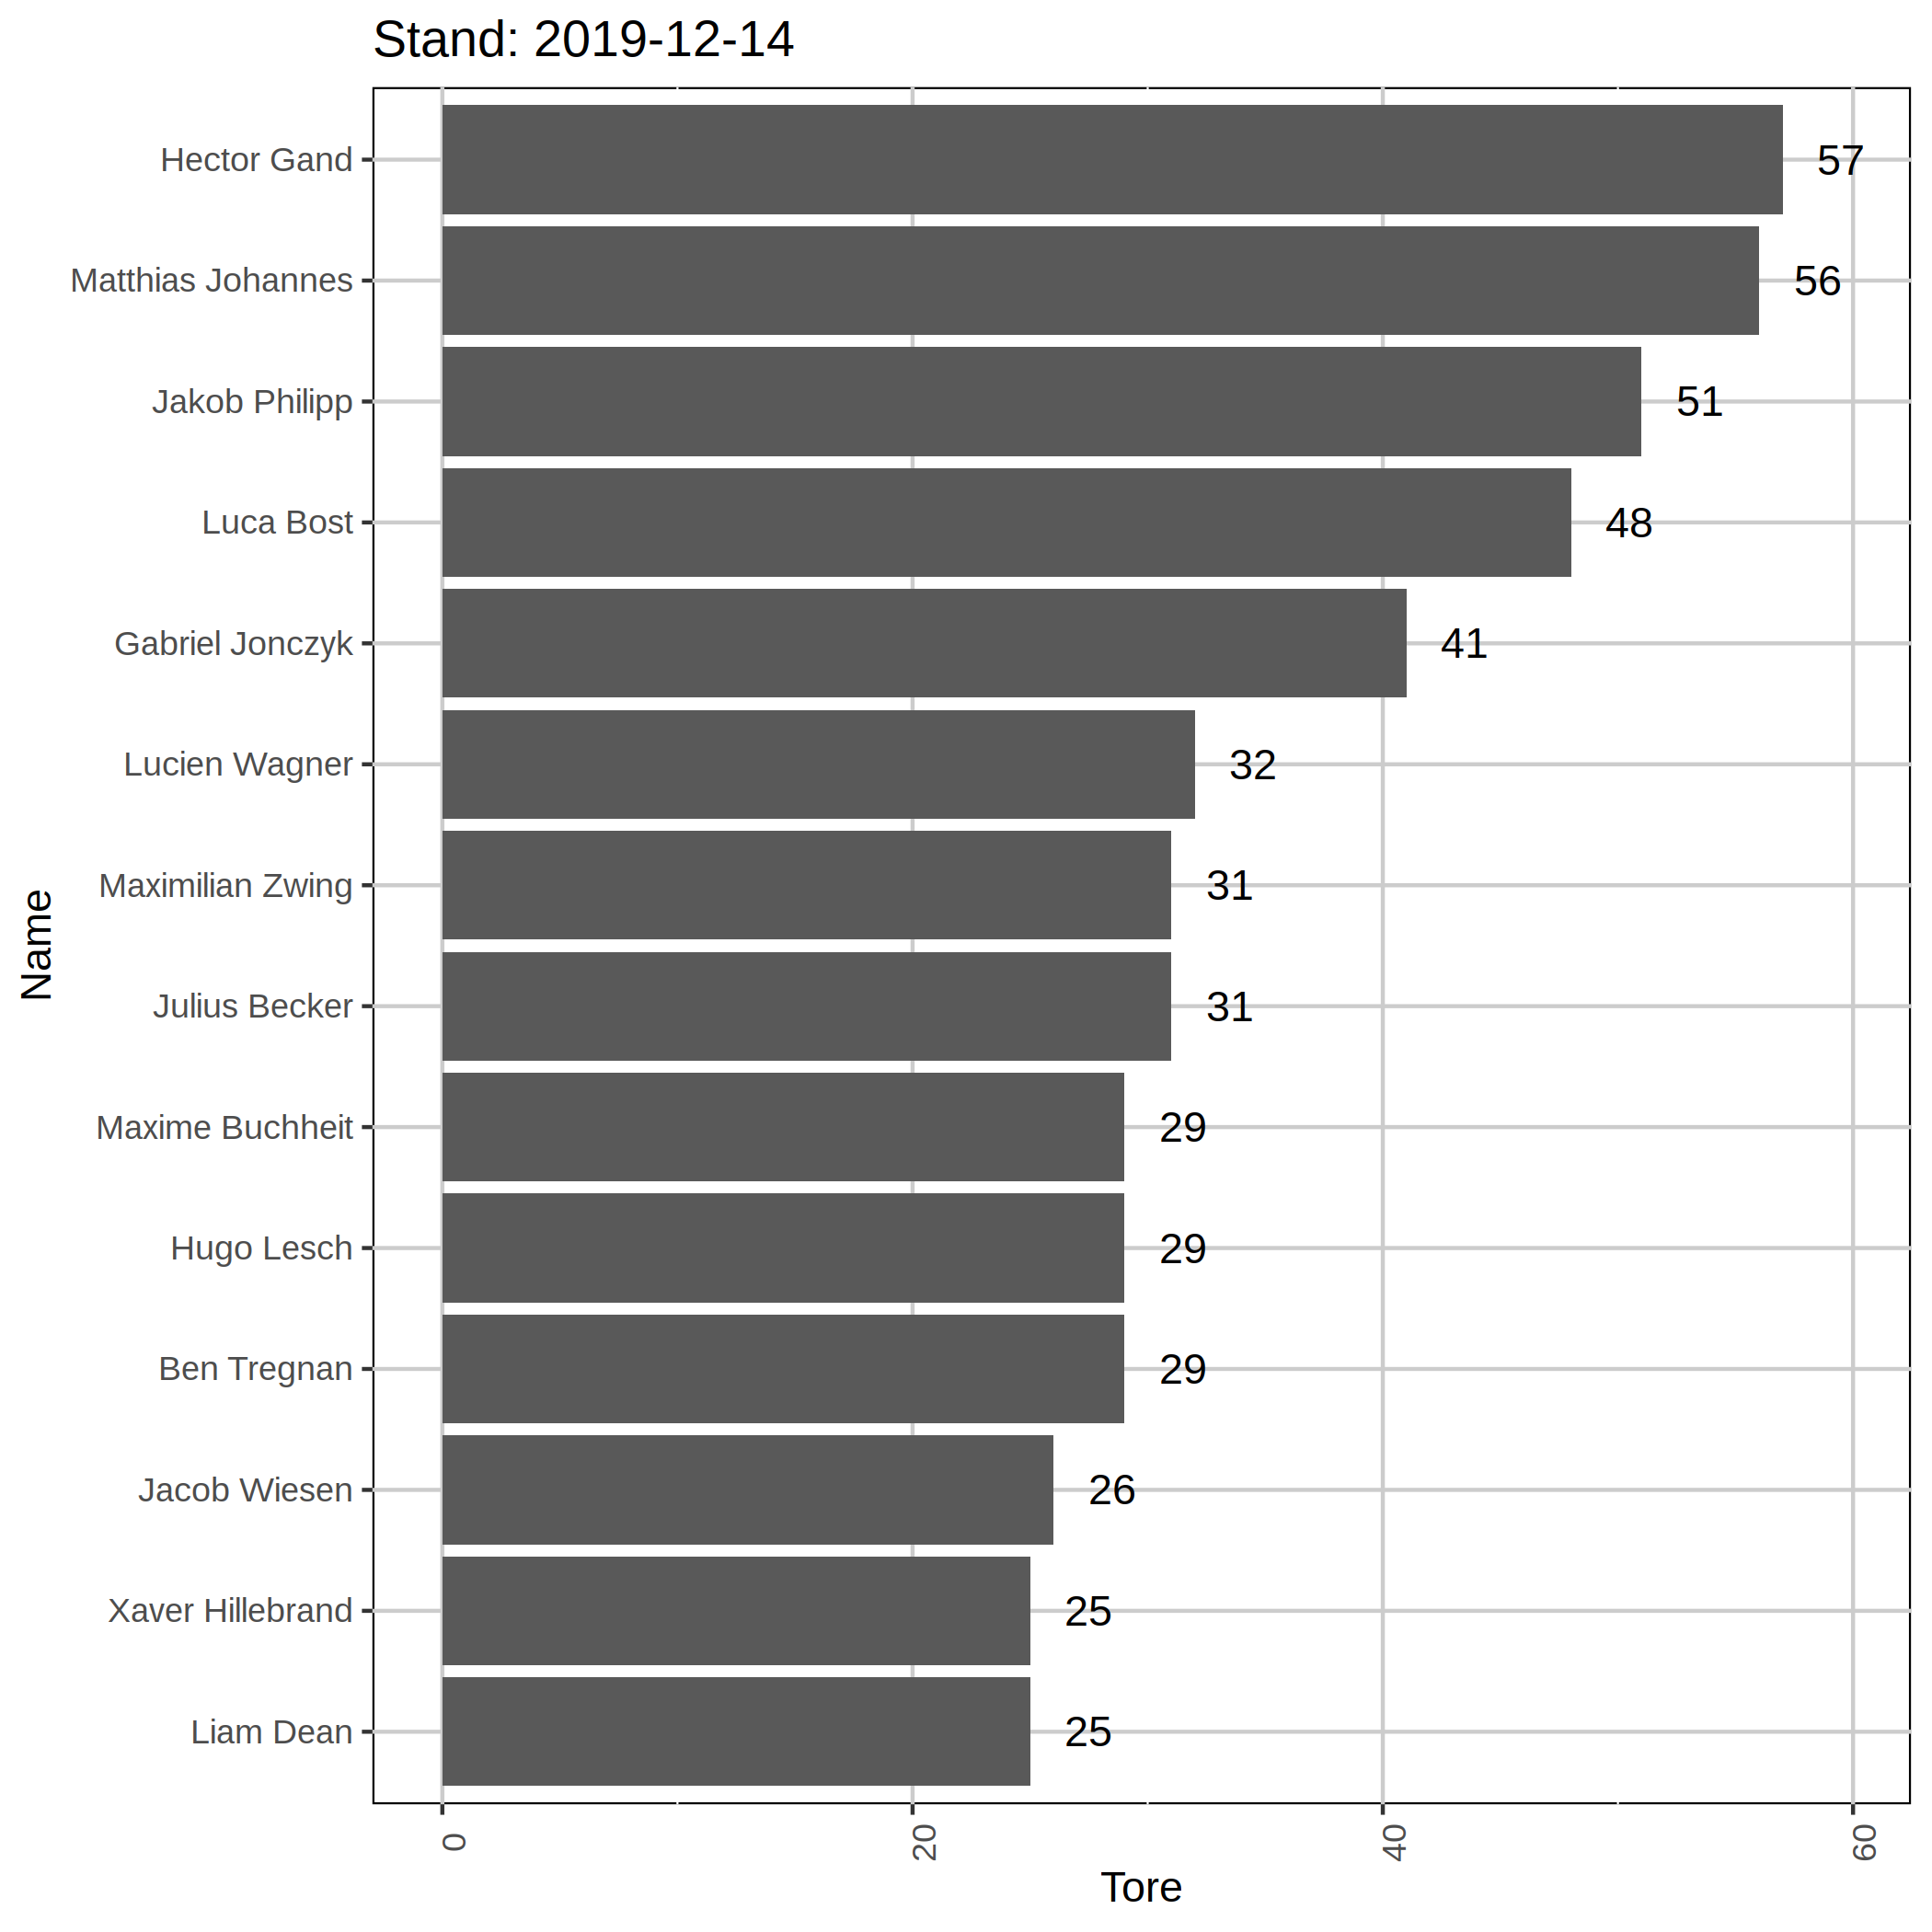 Stand: 2019-12-14
Hector Gand 57
Matthias Johannes 56
Jakob Philipp 51
Luca Bost 48
Gabriel Jonczyk 41
Lucien Wagner 32
Maximilian Zwing 31
Julius Becker 31
Maxime Buchheit 29
Hugo Lesch 29
Ben Tregnan 29
Jacob Wiesen 26
Xaver Hillebrand 25
Liam Dean 25
Name
0 20 40 60
Tore